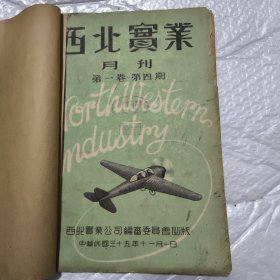 西北實業
月刊
第一卷 第四期
NorthWestern
Industry
西北實業公司編審委員會出版
中華民國三十五年十一月一日